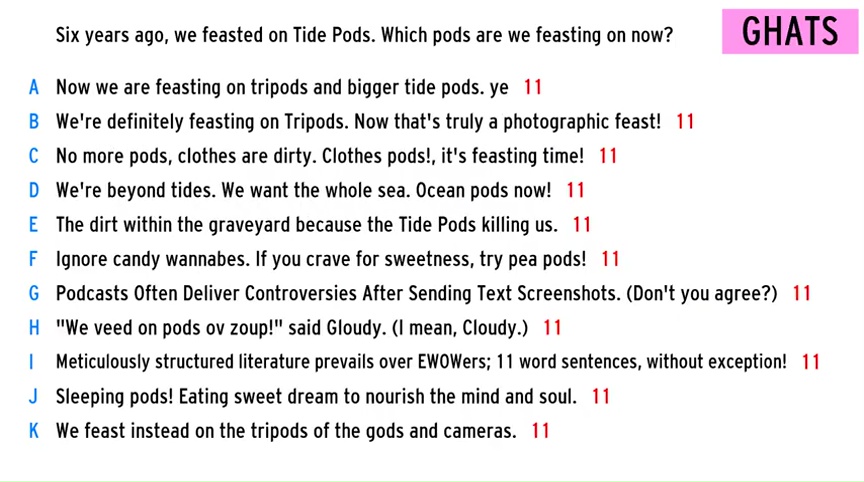 Six years ago, we feasted on Tide Pods. Which pods are we feasting on now?
GHATS
A Now we are feasting on tripods and bigger tide pods. ye 11
B We're definitely feasting on Tripods. Now that's truly a photographic feast! 11
C No more pods, clothes are dirty. Clothes pods!, it's feasting time! 11
D We're beyond tides. We want the whole sea. Ocean pods now! 11
E The dirt within the graveyard because the Tide Pods killing us. 11
F Ignore candy wannabes. If you crave for sweetness, try pea pods! 11
G Podcasts Often Deliver Controversies After Sending Text Screenshots. (Don't you agree?) 11
H "We veed on pods ov zoup!" said Gloudy. (I mean, Cloudy.) 11
I Meticulously structured literature prevails over EWOWers; 11 word sentences, without exception! 11
J Sleeping pods! Eating sweet dream to nourish the mind and soul. 11
K We feast instead on the tripods of the gods and cameras. 11